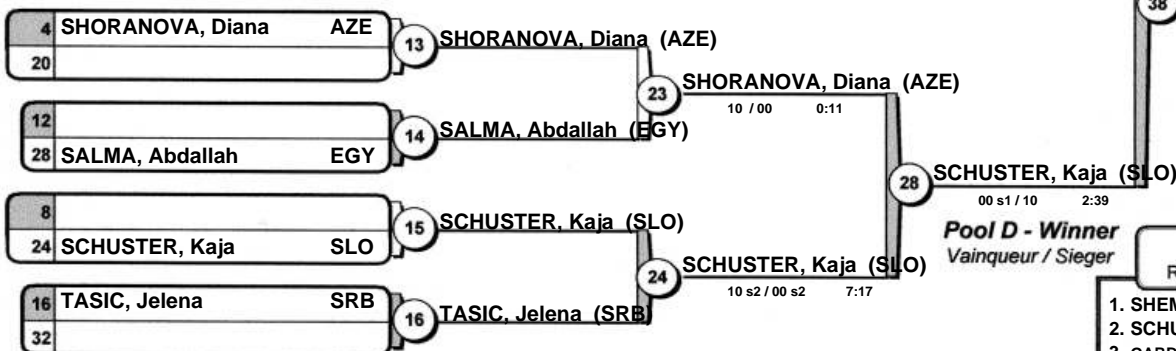 38
4 SHORANOVA, Diana AZE
20
13 SHORANOVA, Diana (AZE)
12
28 SALMA, Abdallah EGY
14 SALMA, Abdallah (EGY)
23 SHORANOVA, Diana (AZE)
10 / 00 0:11
8
24 SCHUSTER, Kaja SLO
15 SCHUSTER, Kaja (SLO)
16 TASIC, Jelena SRB
32
16 TASIC, Jelena (SRB)
24 SCHUSTER, Kaja (SLO)
10 s2 / 00 s2 7:17
28 SCHUSTER, Kaja (SLO)
00 s1 / 10 2:39
Pool D - Winner
Vainqueur / Sieger
R
1. SHEM
2. SCHU